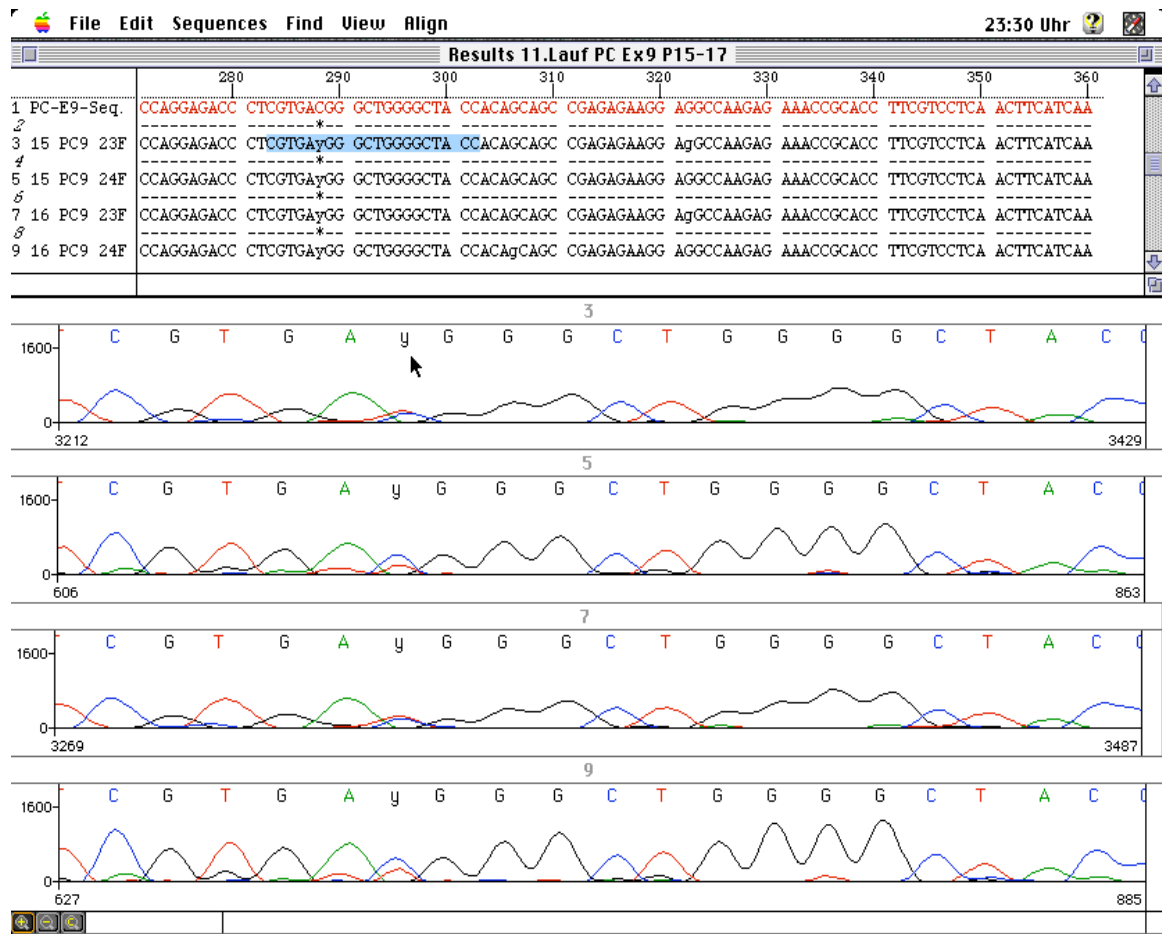 File Edit Sequences Find View Align 23:30 Uhr
Results 11.Lauf PC Ex9 P15-17
280 290 300 310 320 330 340 350 360
1 PC-E9-Seq. CCAGGAGACC CTCGTGACGG GCTGGGGCTA CCACAGCAGC CGAGAGAAGG AGGCCAAGAG AAACCGCACC TTCGTCCTCA ACTTCATCAA
2 ---------- ------*--- ---------- ---------- ---------- ---------- ---------- ---------- ----------
3 15 PC9 23F CCAGGAGACC CTCGTGAyGG GCTGGGGCTA CCACAGCAGC CGAGAGAAGG AgGCCAAGAG AAACCGCACC TTCGTCCTCA ACTTCATCAA
4 ---------- ------*--- ---------- ---------- ---------- ---------- ---------- ---------- ----------
5 15 PC9 24F CCAGGAGACC CTCGTGAyGG GCTGGGGCTA CCACAGCAGC CGAGAGAAGG AGGCCAAGAG AAACCGCACC TTCGTCCTCA ACTTCATCAA
6 ---------- ------*--- ---------- ---------- ---------- ---------- ---------- ---------- ----------
7 16 PC9 23F CCAGGAGACC CTCGTGAyGG GCTGGGGCTA CCACAGCAGC CGAGAGAAGG AgGCCAAGAG AAACCGCACC TTCGTCCTCA ACTTCATCAA
8 ---------- ------*--- ---------- ---------- ---------- ---------- ---------- ---------- ----------
9 16 PC9 24F CCAGGAGACC CTCGTGAyGG GCTGGGGCTA CCACAgCAGC CGAGAGAAGG AGGCCAAGAG AAACCGCACC TTCGTCCTCA ACTTCATCAA
3
C G T G A y G G G C T G G G G C T A C C
1600
0
3212 3429
5
C G T G A y G G G C T G G G G C T A C C
1600
0
606 863
7
C G T G A y G G G C T G G G G C T A C C
1600
0
3269 3487
9
C G T G A y G G G C T G G G G C T A C C
1600
0
627 885